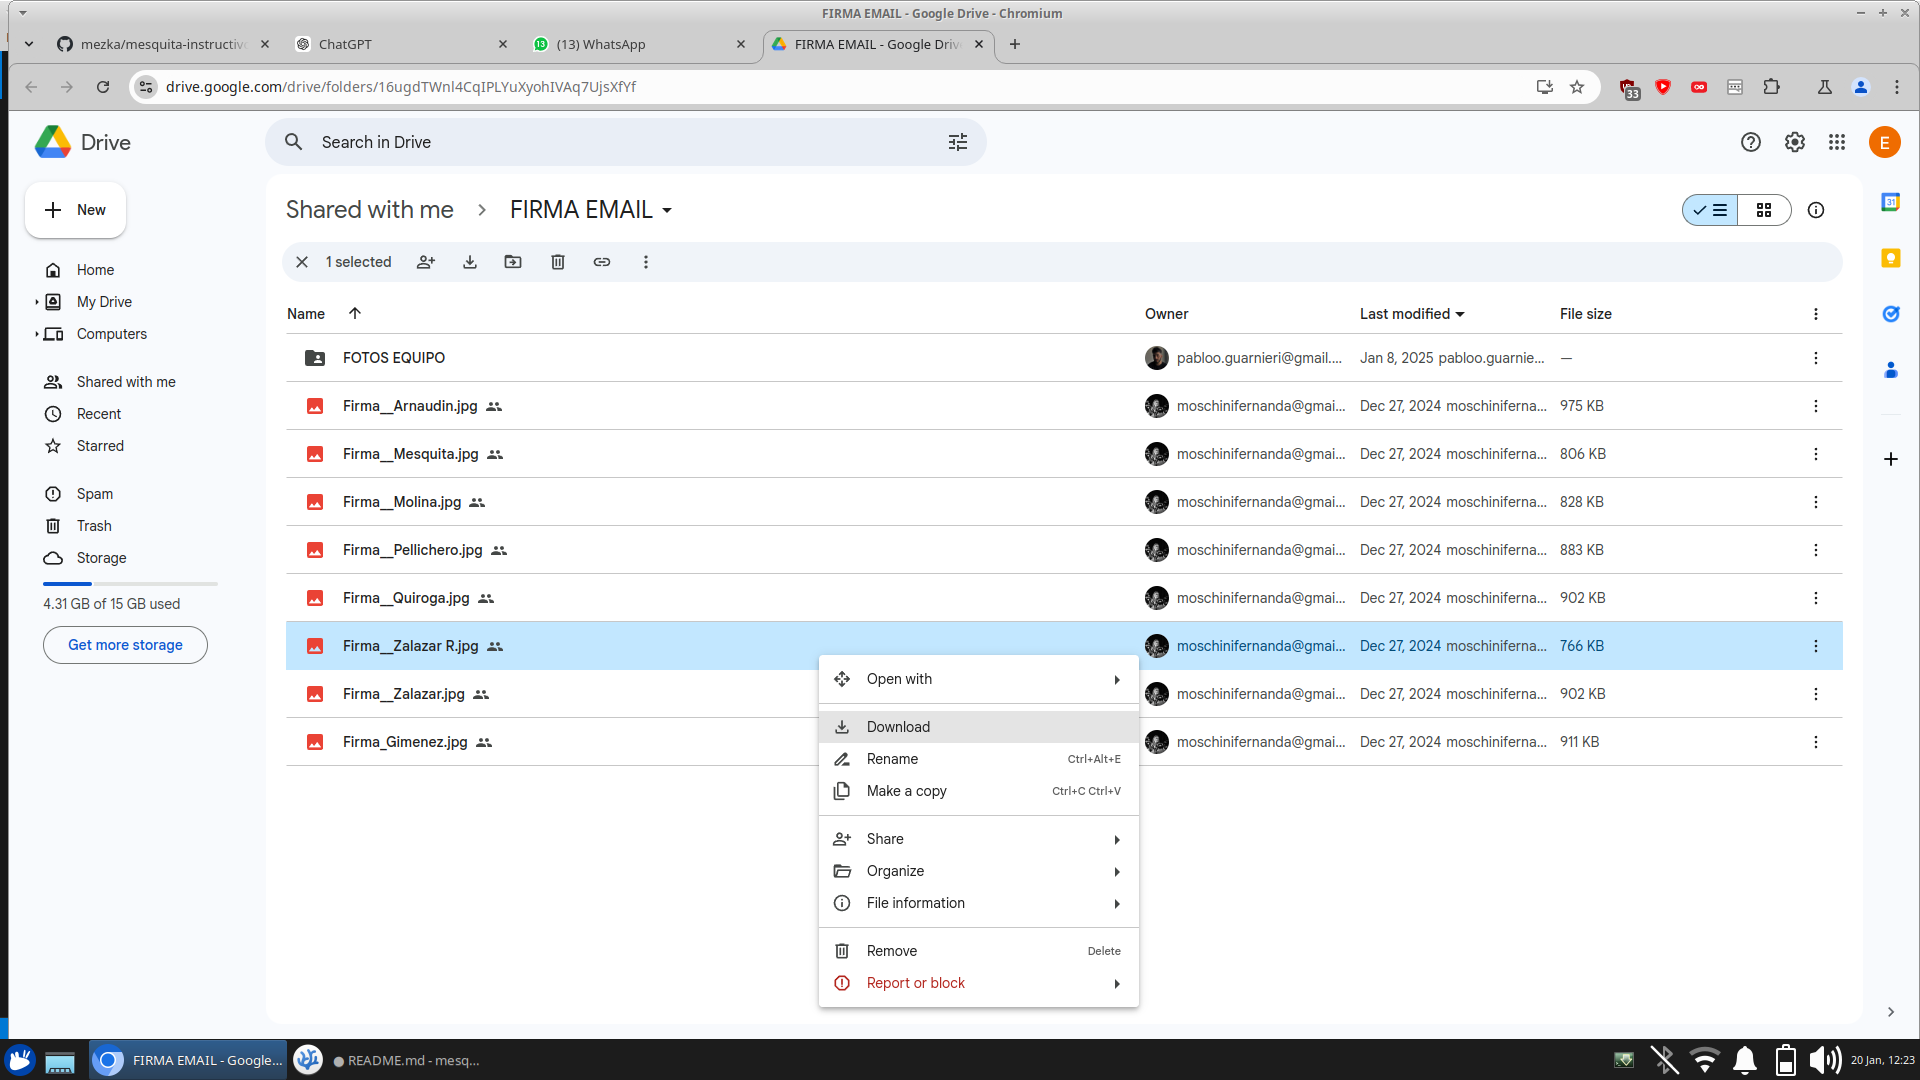 FIRMA EMAIL - Google Drive - Chromium
mezka/mesquita-instructiv
ChatGPT
13
(13) WhatsApp
FIRMA EMAIL - Google Driv
drive.google.com/drive/folders/16ugdTWnl4CqIPLYuXyohIVAq7UjsXfYf
33
Drive
Search in Drive
E
New
Shared with me
FIRMA EMAIL
31
1 selected
Home
My Drive
Computers
Shared with me
Recent
Starred
Spam
Trash
Storage
4.31 GB of 15 GB used
Get more storage
Name Owner Last modified File size
FOTOS EQUIPO pabloo.guarnieri@gmail.... Jan 8, 2025 pabloo.guarnie... —
Firma__Arnaudin.jpg moschinifernanda@gmai... Dec 27, 2024 moschiniferna... 975 KB
Firma__Mesquita.jpg moschinifernanda@gmai... Dec 27, 2024 moschiniferna... 806 KB
Firma__Molina.jpg moschinifernanda@gmai... Dec 27, 2024 moschiniferna... 828 KB
Firma__Pellichero.jpg moschinifernanda@gmai... Dec 27, 2024 moschiniferna... 883 KB
Firma__Quiroga.jpg moschinifernanda@gmai... Dec 27, 2024 moschiniferna... 902 KB
Firma__Zalazar R.jpg moschinifernanda@gmai... Dec 27, 2024 moschiniferna... 766 KB
Firma__Zalazar.jpg moschinifernanda@gmai... Dec 27, 2024 moschiniferna... 902 KB
Firma_Gimenez.jpg moschinifernanda@gmai... Dec 27, 2024 moschiniferna... 911 KB
Open with
Download
Rename Ctrl+Alt+E
Make a copy Ctrl+C Ctrl+V
Share
Organize
File information
Remove Delete
Report or block
FIRMA EMAIL - Google...
README.md - mesq...
20 Jan, 12:23